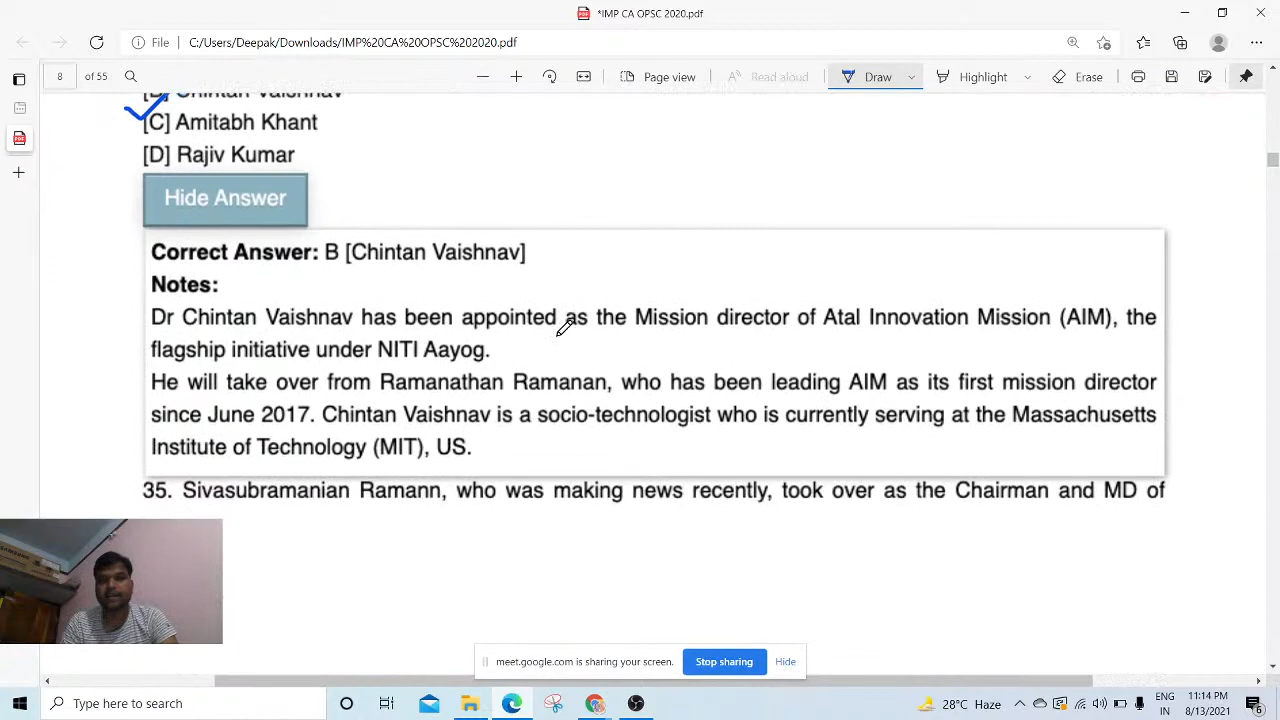 *IMP CA OPSC 2020.pdf
File C:/Users/Deepak/Downloads/IMP%20CA%20OPSC%202020.pdf
8 of 55 Page view Read aloud Draw Highlight Erase
[B] Chintan Vaishnav
[C] Amitabh Khant
[D] Rajiv Kumar
Hide Answer
Correct Answer: B [Chintan Vaishnav]
Notes:
Dr Chintan Vaishnav has been appointed as the Mission director of Atal Innovation Mission (AIM), the
flagship initiative under NITI Aayog.
He will take over from Ramanathan Ramanan, who has been leading AIM as its first mission director
since June 2017. Chintan Vaishnav is a socio-technologist who is currently serving at the Massachusetts
Institute of Technology (MIT), US.
35. Sivasubramanian Ramann, who was making news recently, took over as the Chairman and MD of
meet.google.com is sharing your screen. Stop sharing Hide
Type here to search 28°C Haze ENG 11:14 PM
IN 8/13/2021 6